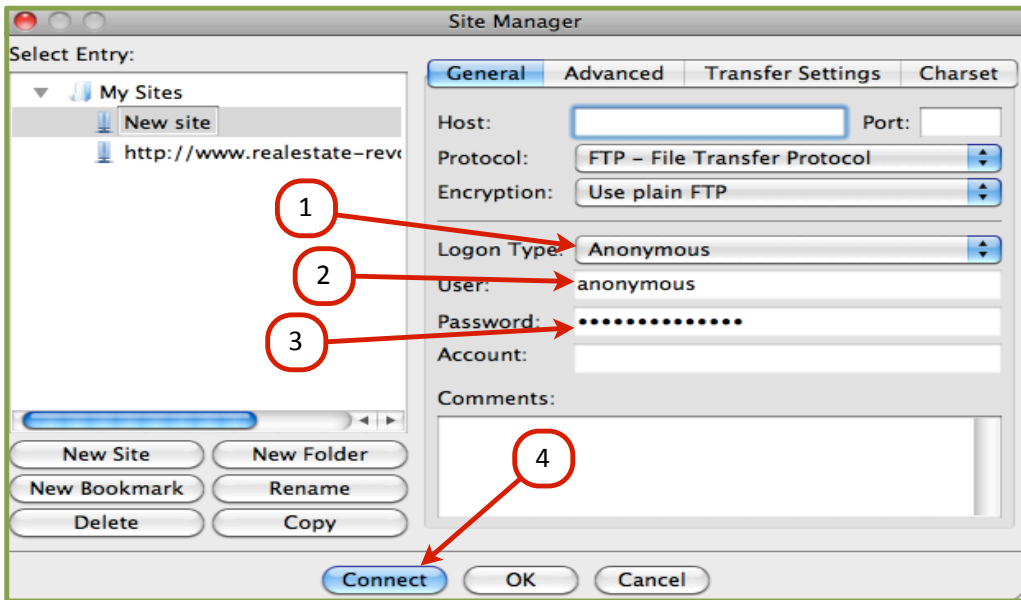 Site Manager
Select Entry:
My Sites
New site
http://www.realestate-revo
General Advanced Transfer Settings Charset
Host: Port:
Protocol: FTP – File Transfer Protocol
Encryption: Use plain FTP
1
Logon Type: Anonymous
2
User: anonymous
Password: ••••••••••••••
3
Account:
Comments:
New Site New Folder
4
New Bookmark Rename
Delete Copy
Connect OK Cancel